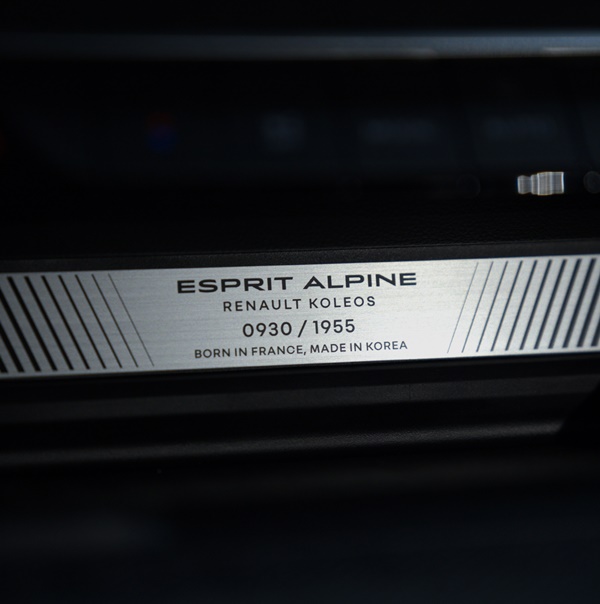 ESPRIT ALPINE
RENAULT KOLEOS
0930 / 1955
BORN IN FRANCE, MADE IN KOREA